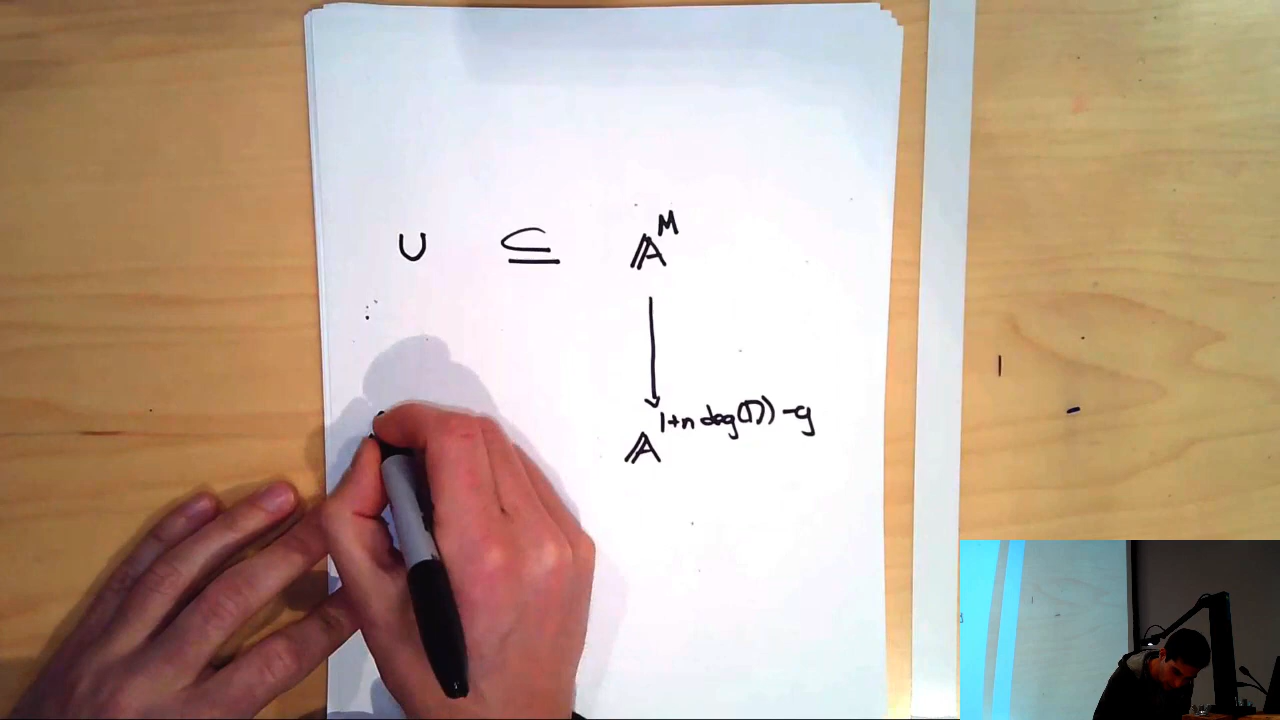 U ⊆ 𝔸^M
↓
𝔸^{1+n deg(D)-g}